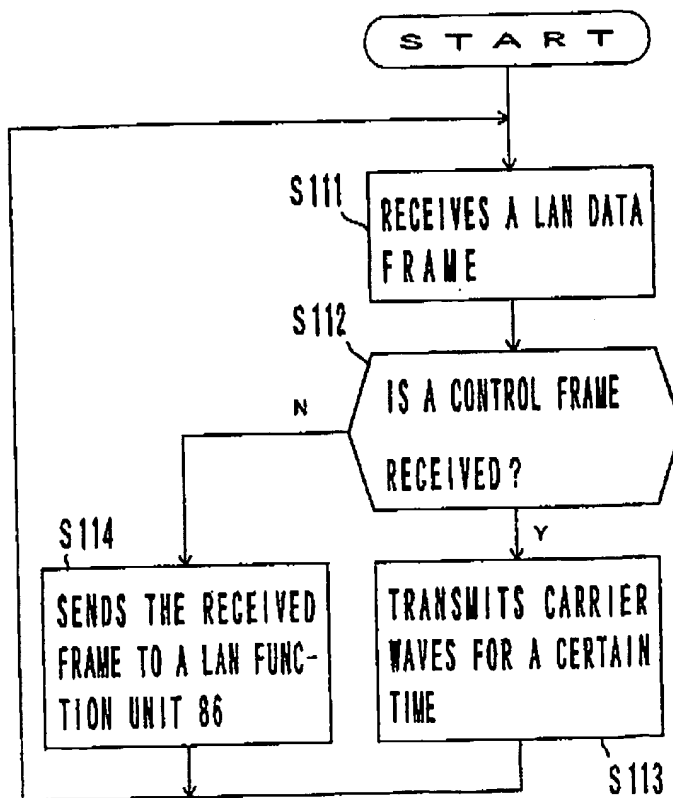 START
S111
RECEIVES A LAN DATA
FRAME
S112
IS A CONTROL FRAME
RECEIVED?
N
Y
S114
SENDS THE RECEIVED
FRAME TO A LAN FUNC-
TION UNIT 86
TRANSMITS CARRIER
WAVES FOR A CERTAIN
TIME
S113